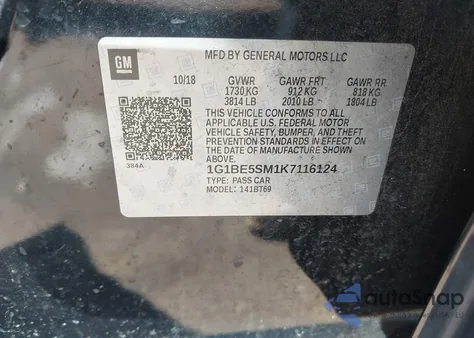 GM
MFD BY GENERAL MOTORS LLC
10/18 GVWR GAWR FRT GAWR RR
1730 KG 912 KG 818 KG
3814 LB 2010 LB 1804 LB
THIS VEHICLE CONFORMS TO ALL
APPLICABLE U.S. FEDERAL MOTOR
VEHICLE SAFETY, BUMPER, AND THEFT
PREVENTION STANDARDS IN EFFECT ON
THE DATE OF MANUFACTURE SHOWN ABOVE.
384A
1G1BE5SM1K7116124
TYPE: PASS CAR
MODEL: 141BT69
autoSnap